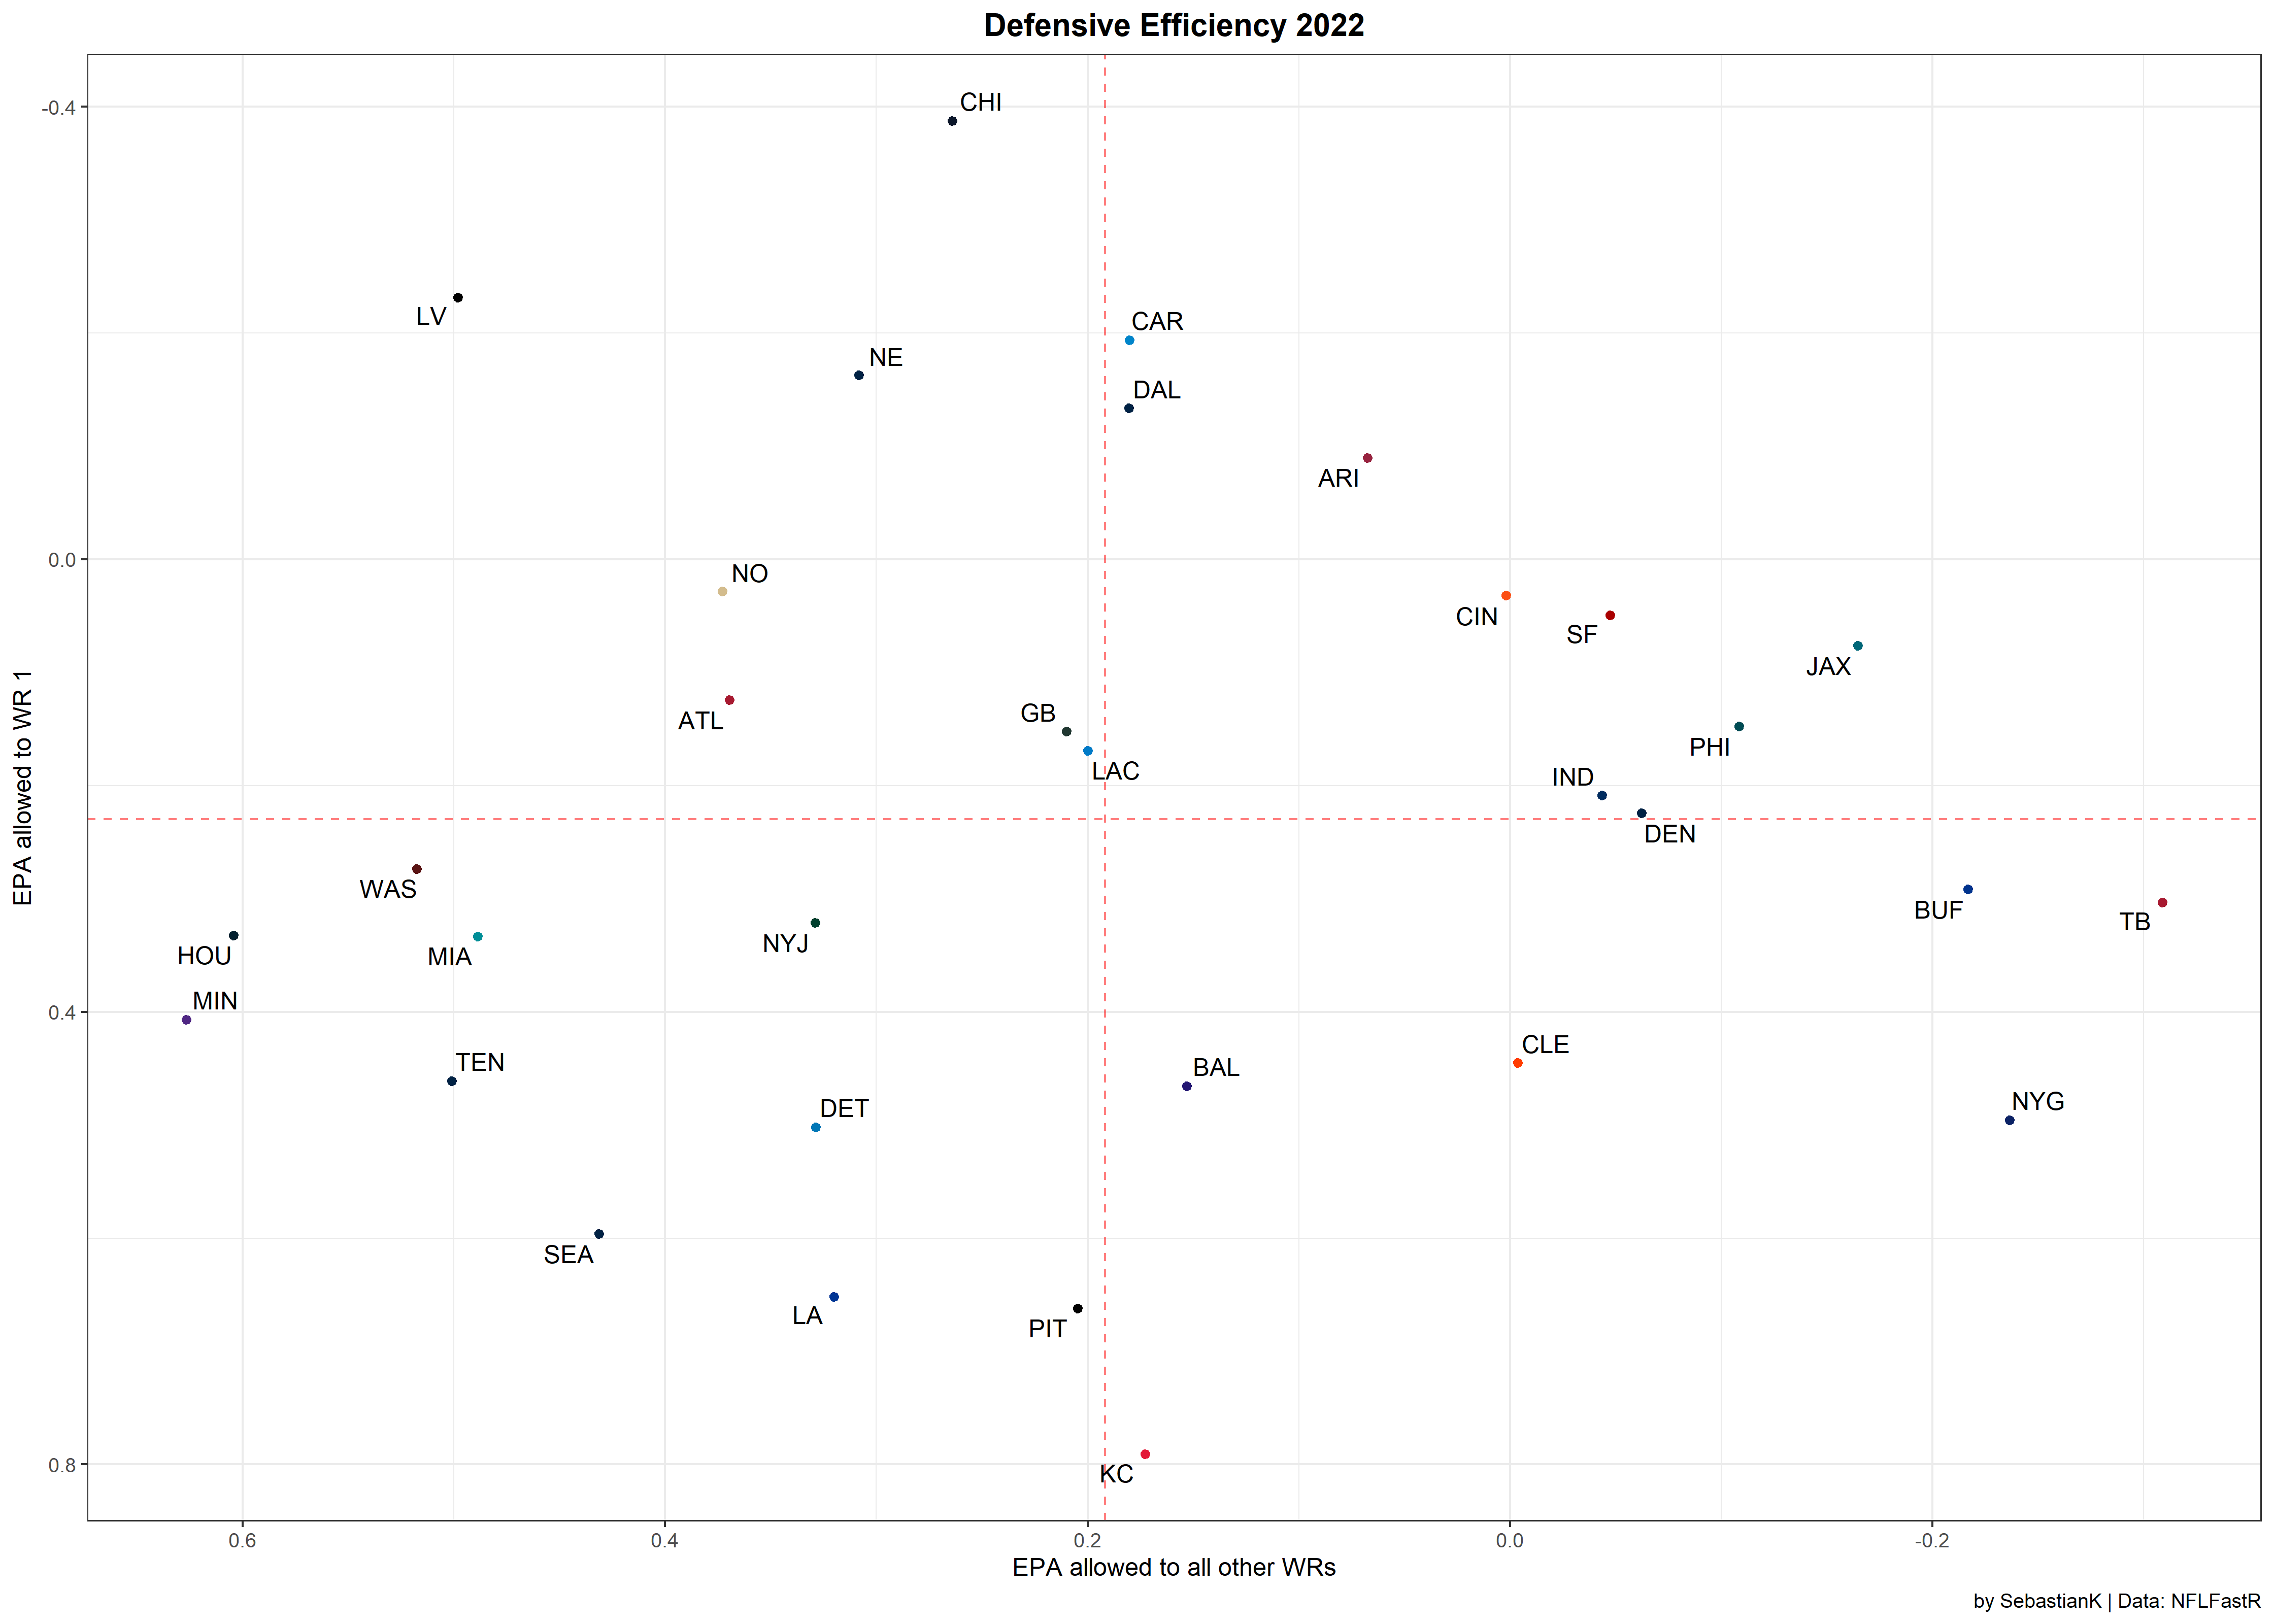 Defensive Efficiency 2022
-0.4
CHI
LV
CAR
NE
DAL
ARI
0.0
NO
CIN
SF
JAX
ATL
GB
PHI
LAC
IND
DEN
EPA allowed to WR 1
WAS
BUF
TB
NYJ
HOU
MIA
MIN
0.4
CLE
TEN
BAL
DET
NYG
SEA
LA
PIT
0.8
KC
0.6
0.4
0.2
0.0
-0.2
EPA allowed to all other WRs
by SebastianK | Data: NFLFastR